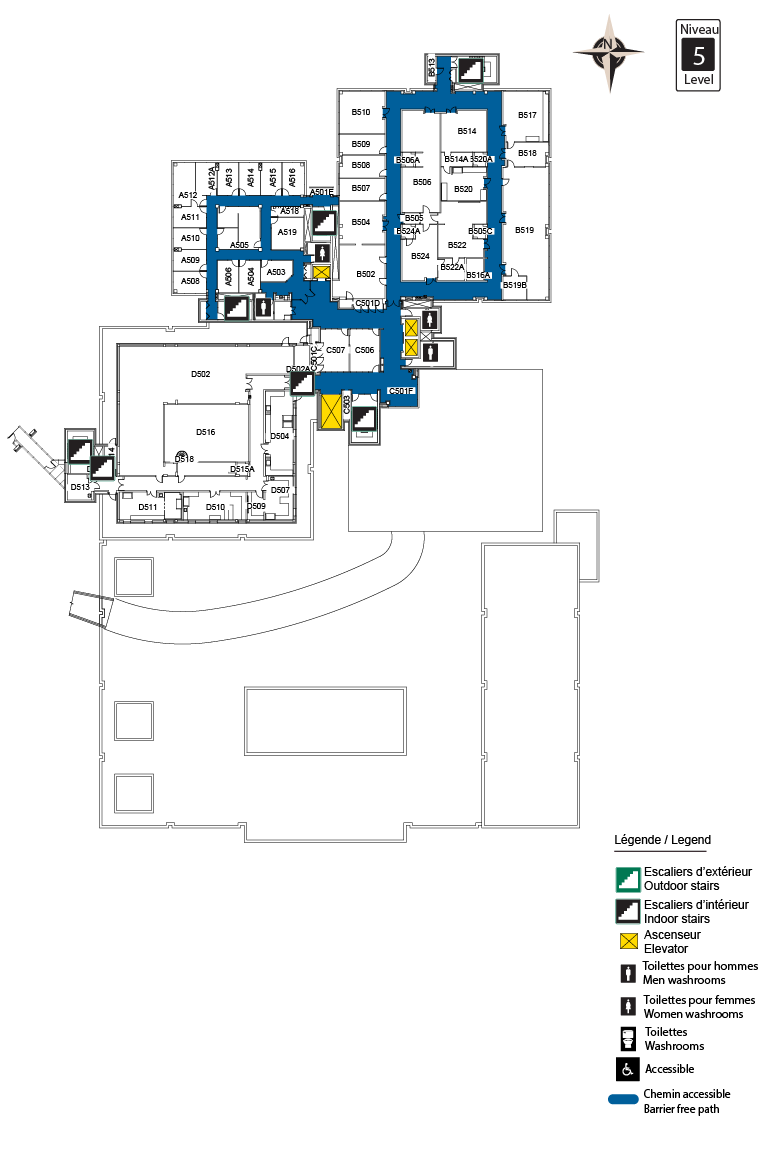 N
Niveau
5
Level
B513
B510
B509
B508
B507
B504
B502
B514
B506A
B514A
B520A
B506
B520
B505
B524A
B505C
B522
B524
B522A
B516A
B517
B518
B519
B519B
A512
A512A
A513
A514
A515
A516
A501E
A511
A518
A510
A505
A519
A509
A508
A506
A504
A503
C501D
C507
C506
C501C
C501F
C503
D502A
D502
D516
D504
D518
D515A
D513
14
D511
D510
D509
D507
Légende / Legend
Escaliers d'extérieur
Outdoor stairs
Escaliers d'intérieur
Indoor stairs
Ascenseur
Elevator
Toilettes pour hommes
Men washrooms
Toilettes pour femmes
Women washrooms
Toilettes
Washrooms
Accessible
Chemin accessible
Barrier free path